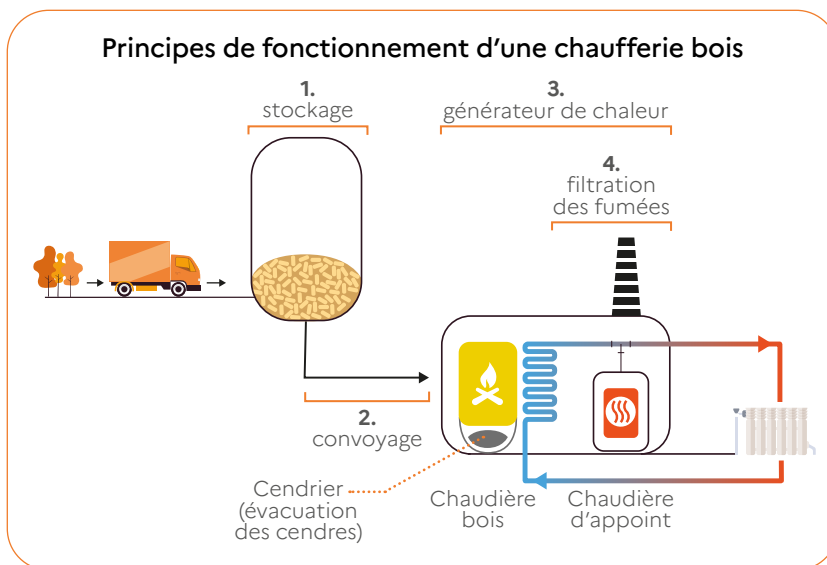 Principes de fonctionnement d’une chaufferie bois
1.
stockage
3.
générateur de chaleur
4.
filtration
des fumées
2.
convoyage
Cendrier
(évacuation
des cendres)
Chaudière
bois
Chaudière
d’appoint